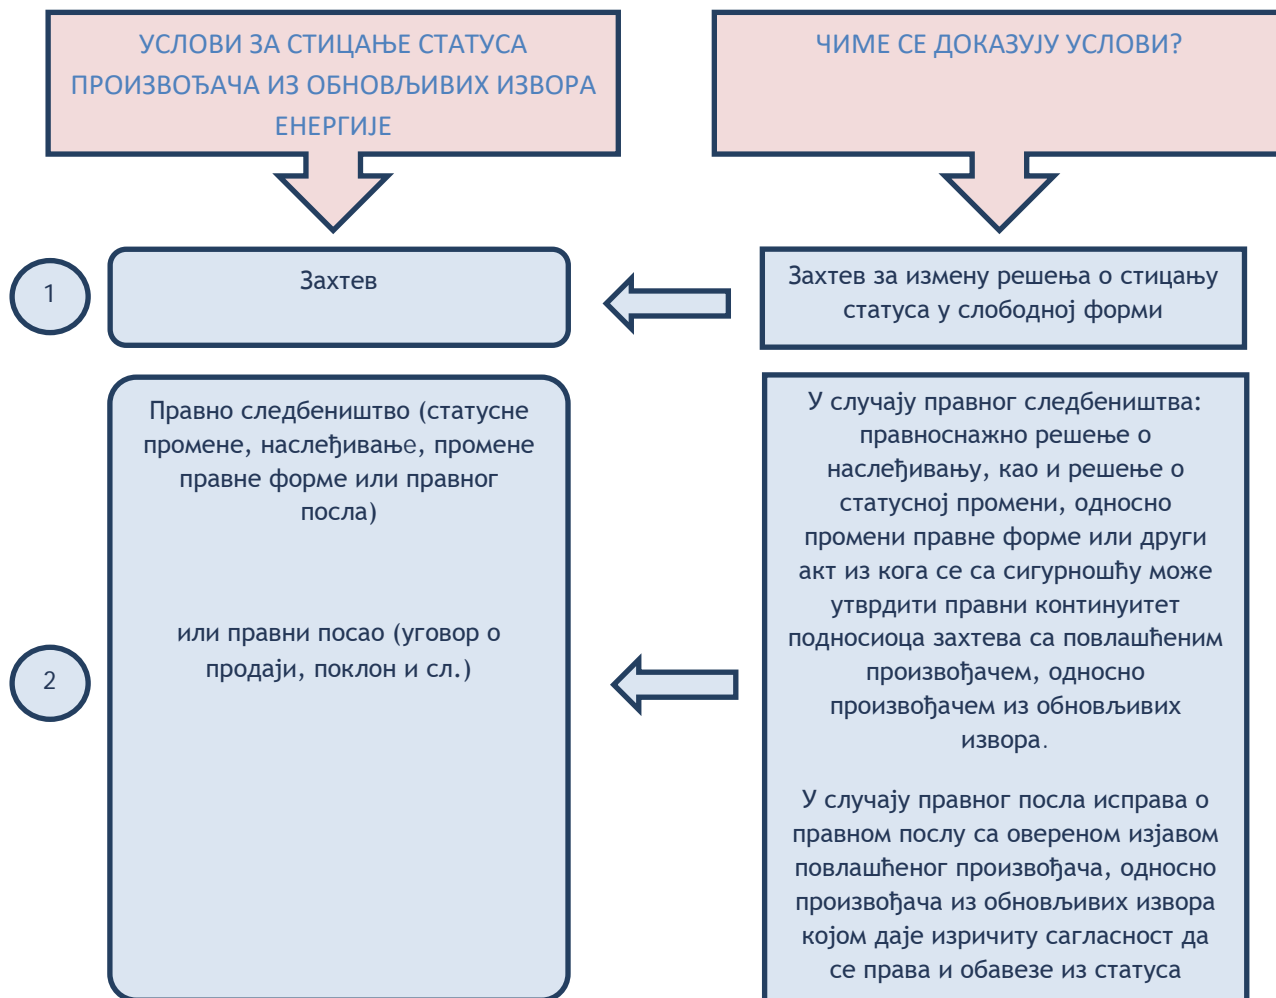 УСЛОВИ ЗА СТИЦАЊЕ СТАТУСА
ПРОИЗВОЂАЧА ИЗ ОБНОВЉИВИХ ИЗВОРА
ЕНЕРГИЈЕ
ЧИМЕ СЕ ДОКАЗУЈУ УСЛОВИ?
1
Захтев
Захтев за измену решења о стицању
статуса у слободној форми
2
Правно следбеништво (статусне
промене, наслеђивање, промене
правне форме или правног
посла)
или правни посао (уговор о
продаји, поклон и сл.)
У случају правног следбеништва:
правноснажно решење о
наслеђивању, као и решење о
статусној промени, односно
промени правне форме или други
акт из кога се са сигурношћу може
утврдити правни континуитет
подносиоца захтева са повлашћеним
произвођачем, односно
произвођачем из обновљивих
извора.
У случају правног посла исправа о
правном послу са овереном изјавом
повлашћеног произвођача, односно
произвођача из обновљивих извора
којом даје изричиту сагласност да
се права и обавезе из статуса